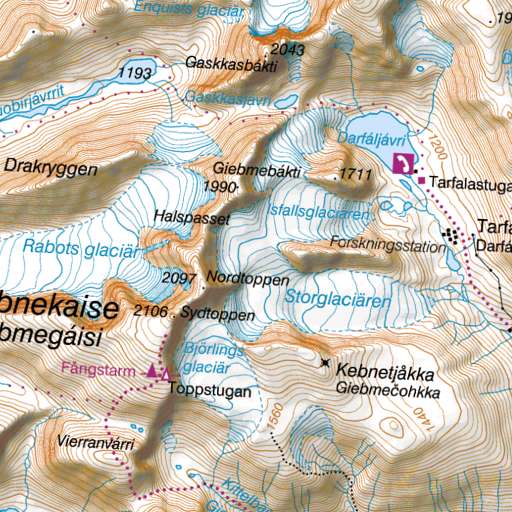 Enquists glaciär
2043
Gaskkasbákti
1193
Gaskkasjávri
Darfáljávri
1200
Drakryggen
Giebmebákti
1711
1990
Tarfalastuga
Halspasset
Isfallsglaciären
Tarfa
Forskningsstation
Darfá
Rabots glaciär
2097
Nordtoppen
Storglaciären
bnekaise
2106
Sydtoppen
bmegáisi
Björlings
glaciär
Fångstarm
Toppstugan
Kebnetjåkka
Giebmečohkka
1560
1440
Vierranvárri